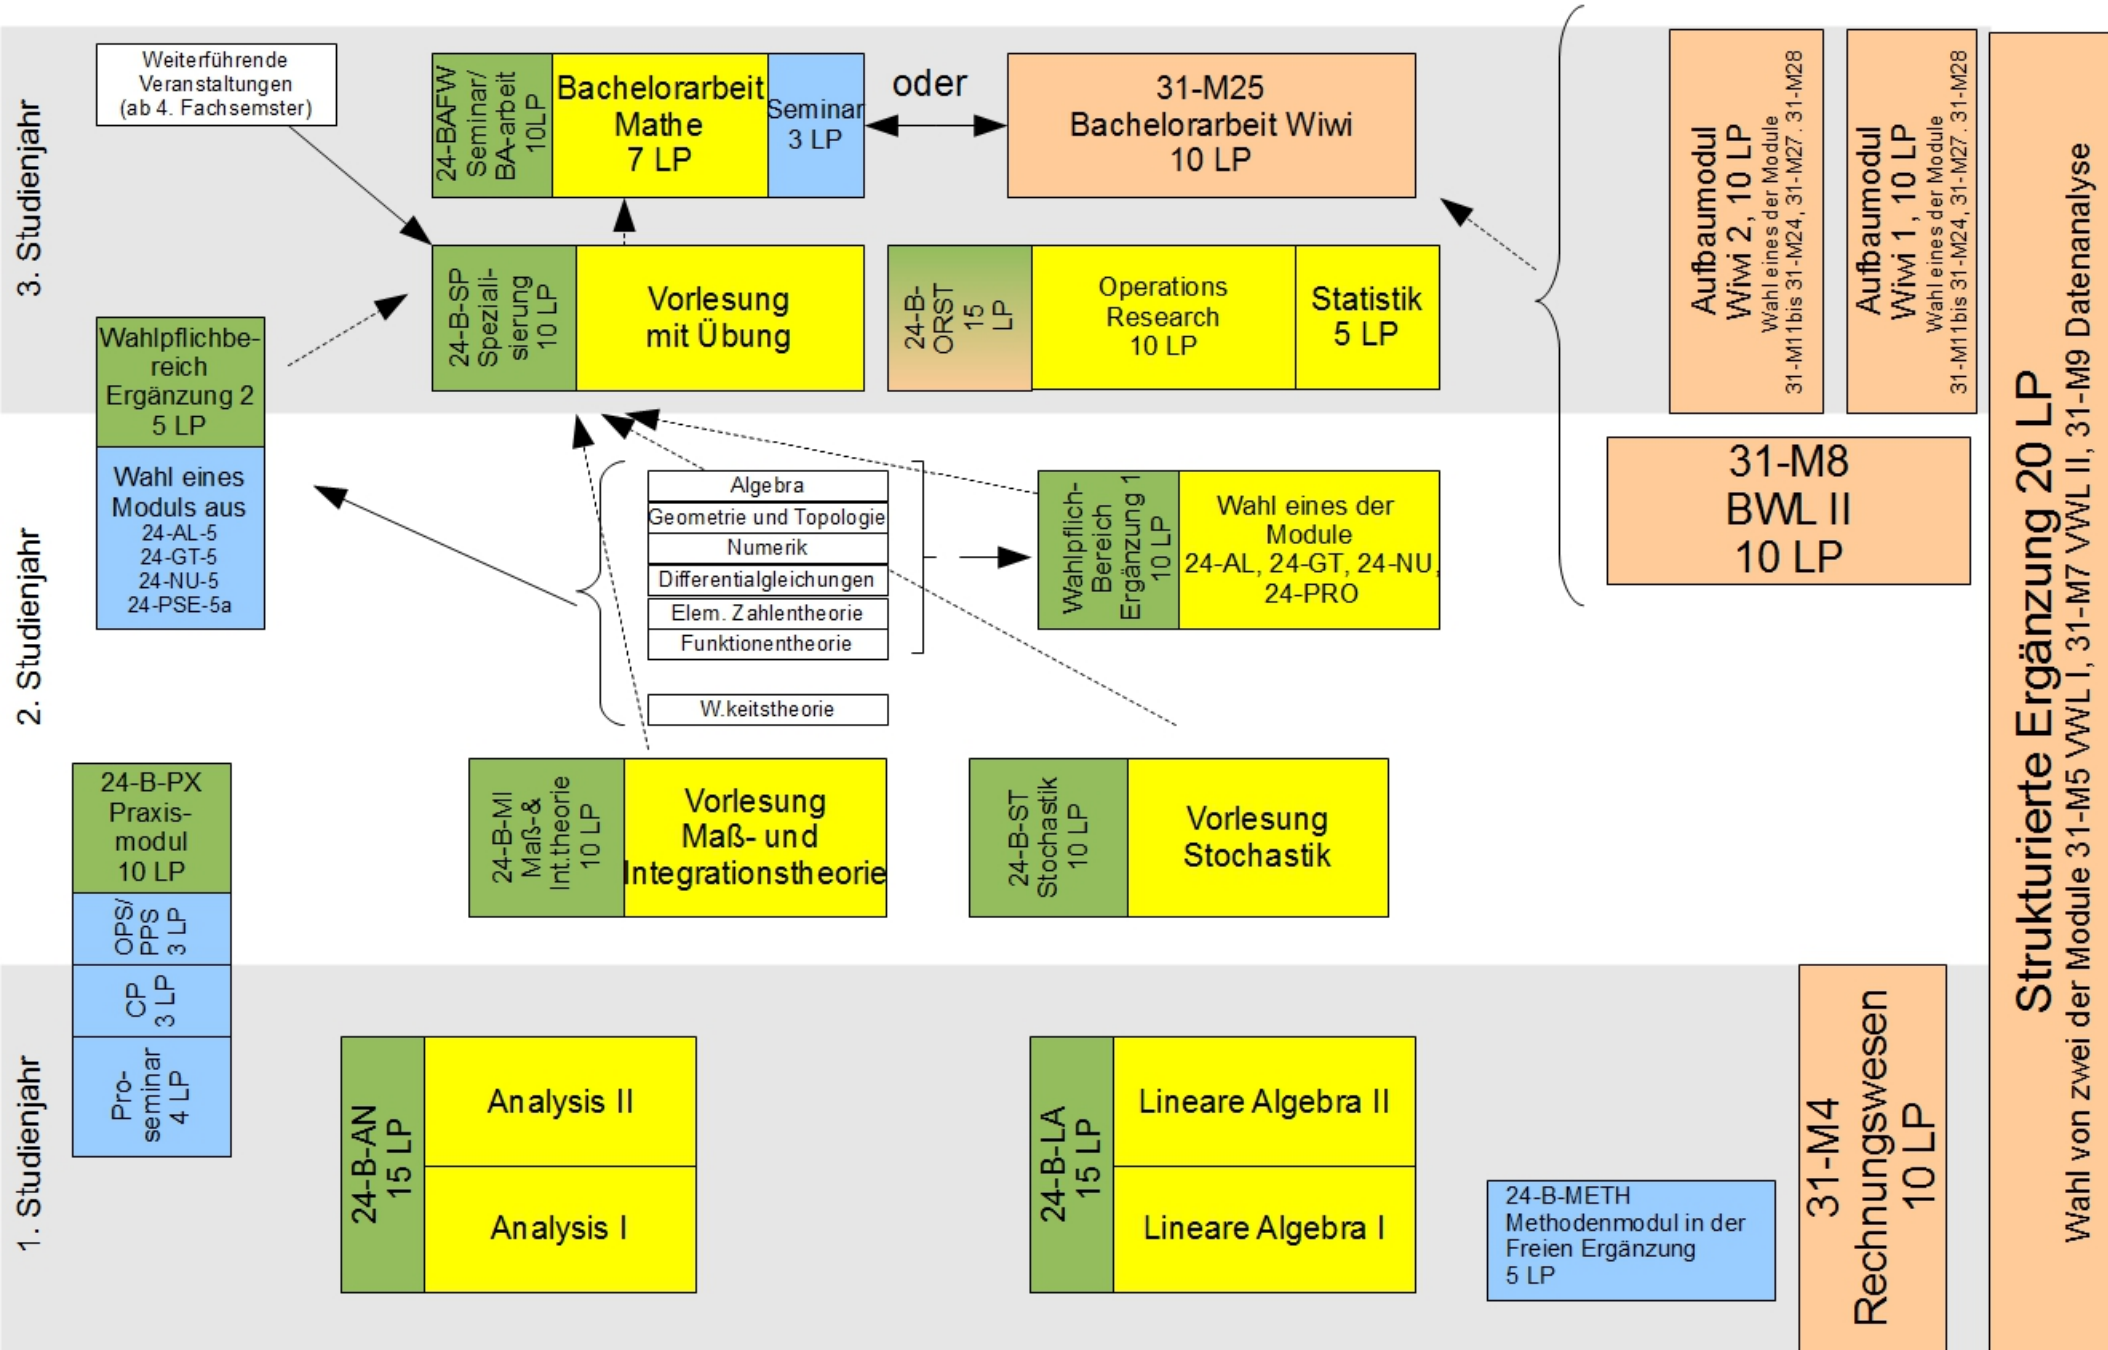 3. Studienjahr
Weiterführende
Veranstaltungen
(ab 4. Fachsemster)
24-BAFW
Seminar/
BA-arbeit
10LP
Bachelorarbeit
Mathe
7 LP
Seminar
3 LP
oder
31-M25
Bachelorarbeit Wiwi
10 LP
Aufbaumodul
Wiwi 2, 10 LP
Wahl eines der Module
31-M11bis 31-M24, 31-M27. 31-M28
Aufbaumodul
Wiwi 1, 10 LP
Wahl eines der Module
31-M11bis 31-M24, 31-M27. 31-M28
Strukturierte Ergänzung 20 LP
Wahl von zwei der Module 31-M5 VWL I, 31-M7 VWL II, 31-M9 Datenanalyse
24-B-SP
Speziali-
sierung
10 LP
Vorlesung
mit Übung
24-B-
ORST
15
LP
Operations
Research
10 LP
Statistik
5 LP
Wahlpflichbe-
reich
Ergänzung 2
5 LP
Wahl eines
Moduls aus
24-AL-5
24-GT-5
24-NU-5
24-PSE-5a
2. Studienjahr
Algebra
Geometrie und Topologie
Numerik
Differentialgleichungen
Elem. Zahlentheorie
Funktionentheorie
W.keitstheorie
Wahlpflich-
Bereich
Ergänzung 1
10 LP
Wahl eines der
Module
24-AL, 24-GT, 24-NU,
24-PRO
31-M8
BWL II
10 LP
24-B-PX
Praxis-
modul
10 LP
OPS/
PPS
3 LP
CP
3 LP
Pro-
seminar
4 LP
24-B-MI
Maß-&
Int.theorie
10 LP
Vorlesung
Maß- und
Integrationstheorie
24-B-ST
Stochastik
10 LP
Vorlesung
Stochastik
1. Studienjahr
24-B-AN
15 LP
Analysis II
Analysis I
24-B-LA
15 LP
Lineare Algebra II
Lineare Algebra I
24-B-METH
Methodenmodul in der
Freien Ergänzung
5 LP
31-M4
Rechnungswesen
10 LP